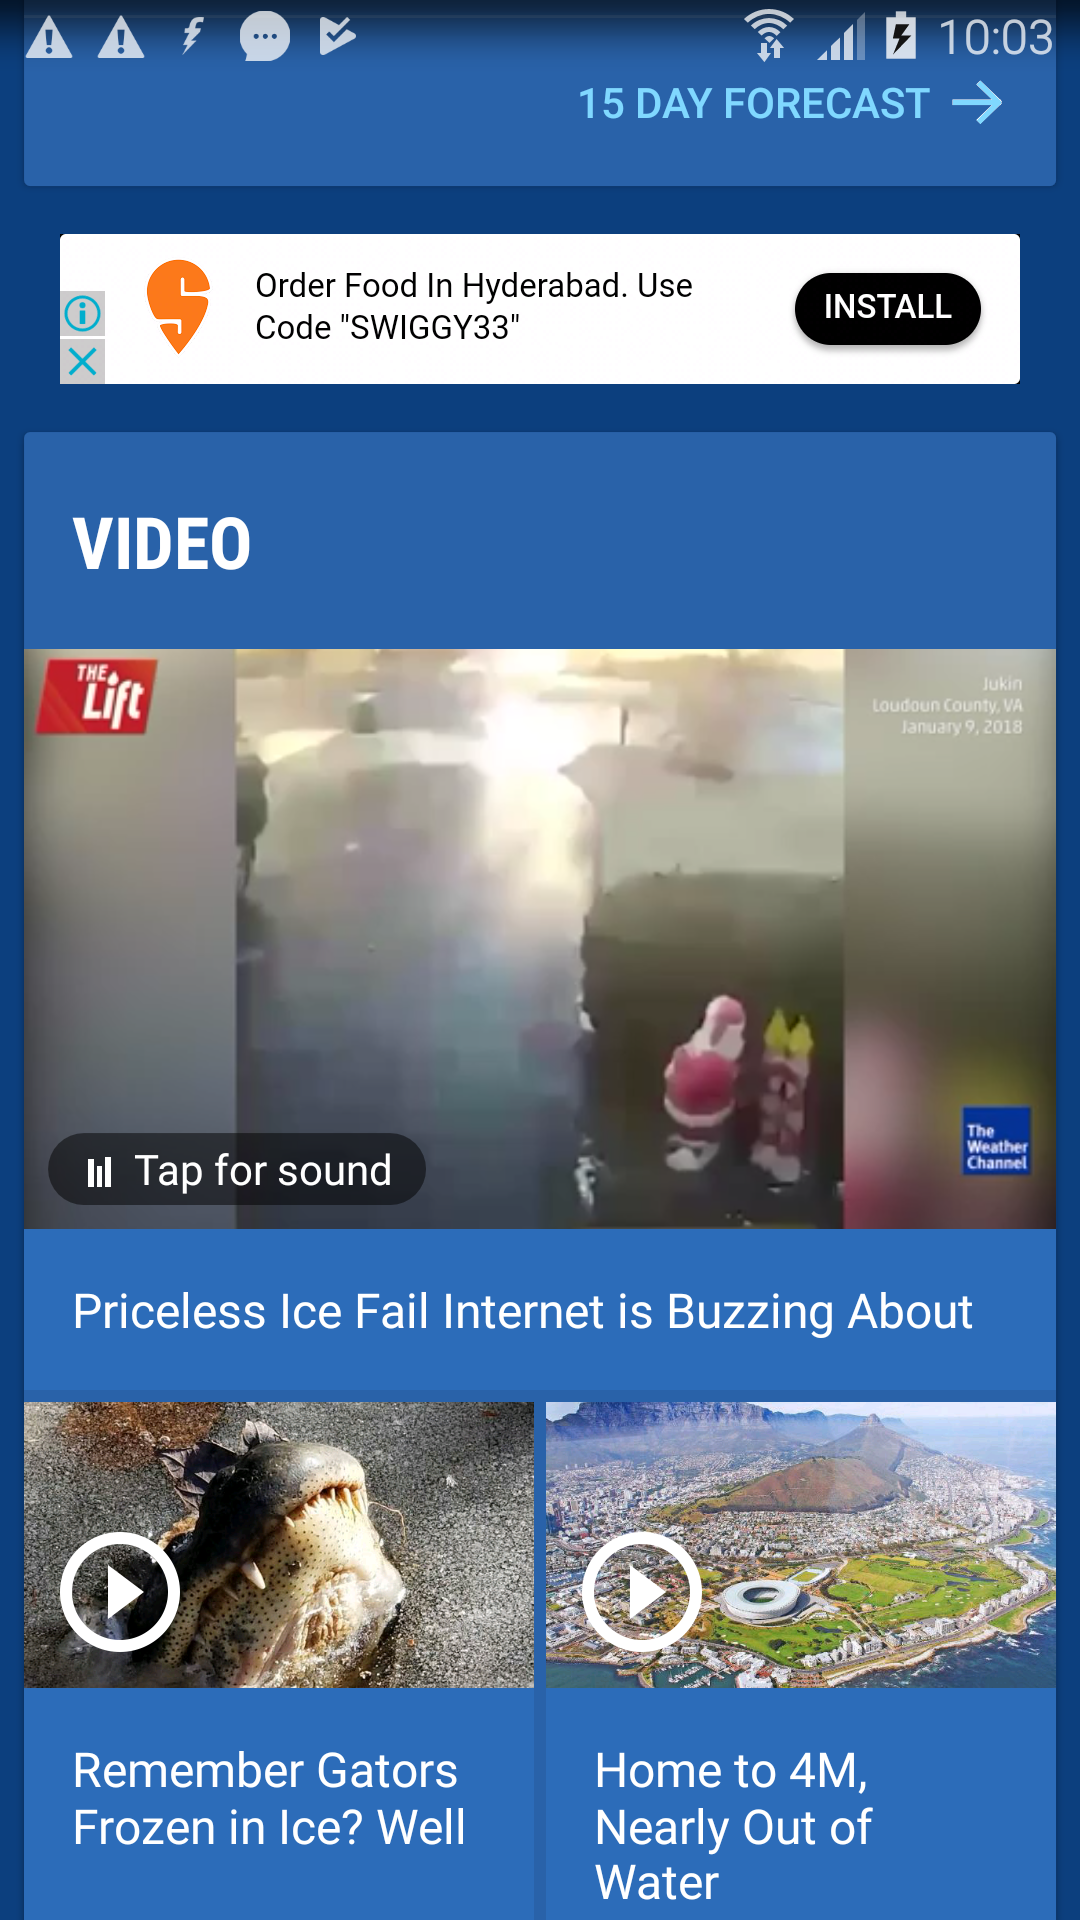 10:03
15 DAY FORECAST
Order Food In Hyderabad. Use
Code "SWIGGY33"
INSTALL
VIDEO
THE
Lift
Jukin
Loudoun County, VA
January 9, 2018
The
Weather
Channel
Tap for sound
Priceless Ice Fail Internet is Buzzing About
Remember Gators
Frozen in Ice? Well
Home to 4M,
Nearly Out of
Water